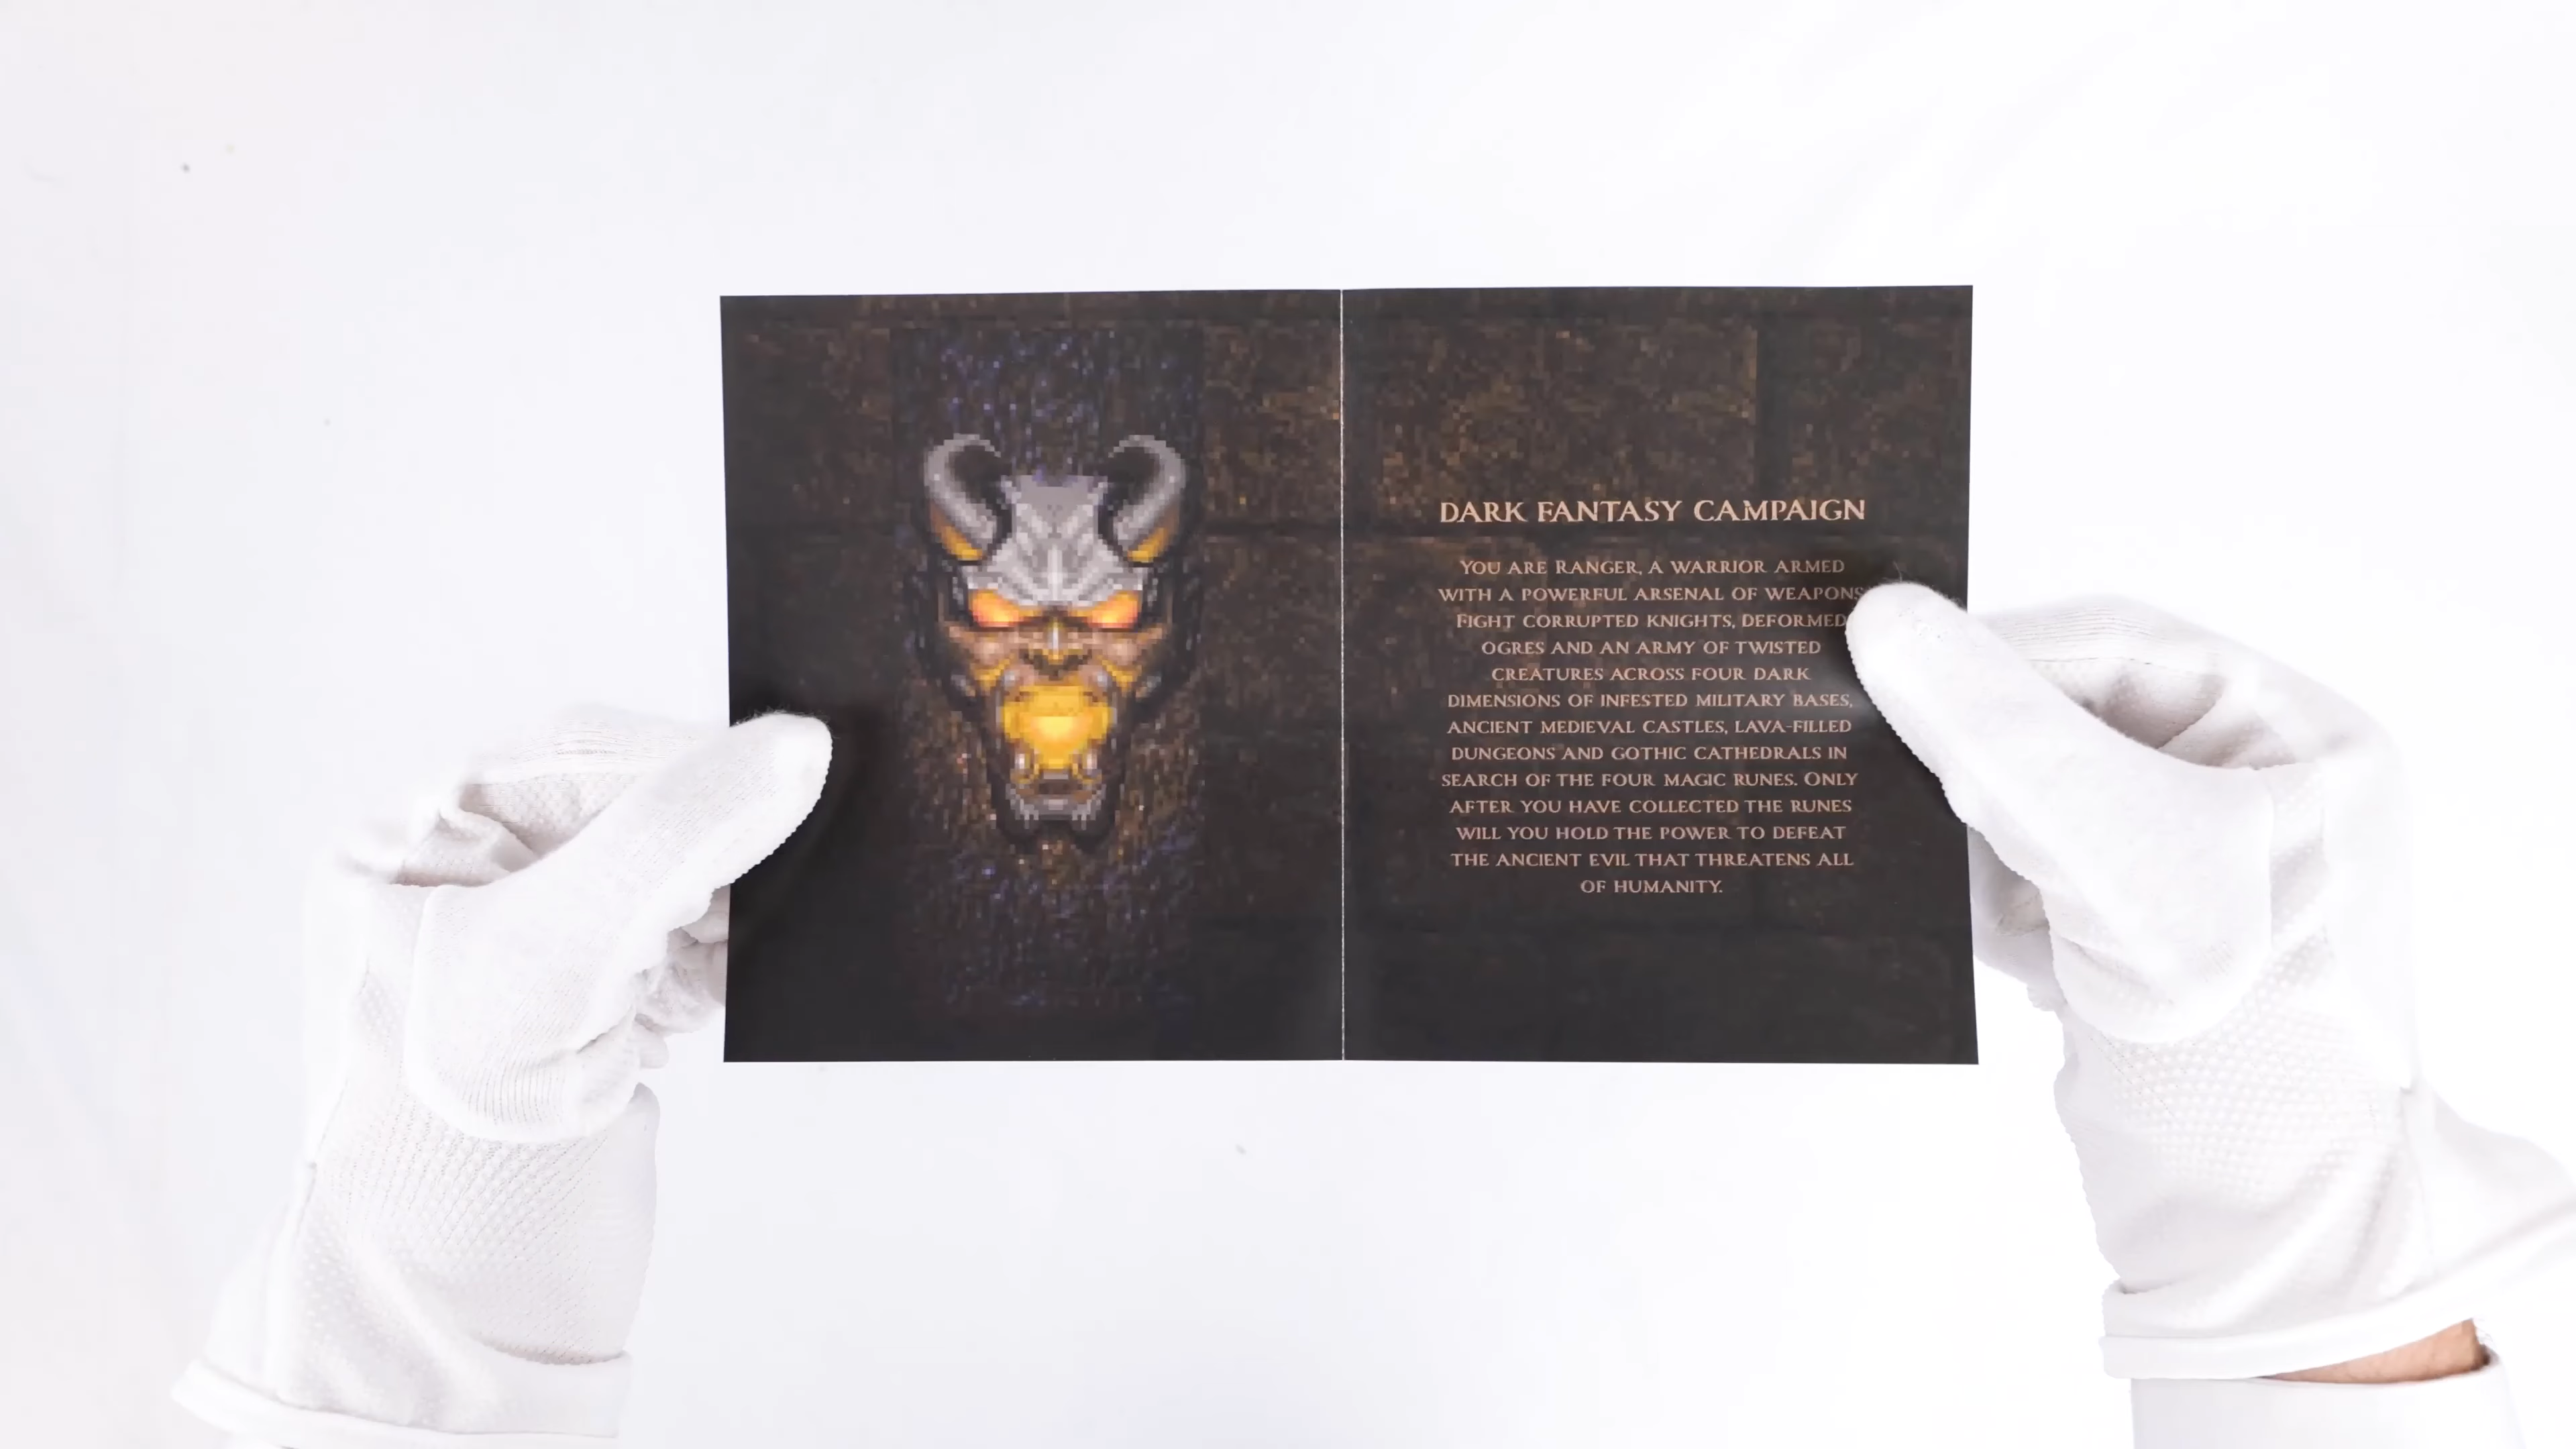 DARK FANTASY CAMPAIGN
YOU ARE RANGER, A WARRIOR ARMED
WITH A POWERFUL ARSENAL OF WEAPONS
FIGHT CORRUPTED KNIGHTS, DEFORMED
OGRES AND AN ARMY OF TWISTED
CREATURES ACROSS FOUR DARK
DIMENSIONS OF INFESTED MILITARY BASES,
ANCIENT MEDIEVAL CASTLES, LAVA-FILLED
DUNGEONS AND GOTHIC CATHEDRALS IN
SEARCH OF THE FOUR MAGIC RUNES. ONLY
AFTER YOU HAVE COLLECTED THE RUNES
WILL YOU HOLD THE POWER TO DEFEAT
THE ANCIENT EVIL THAT THREATENS ALL
OF HUMANITY.